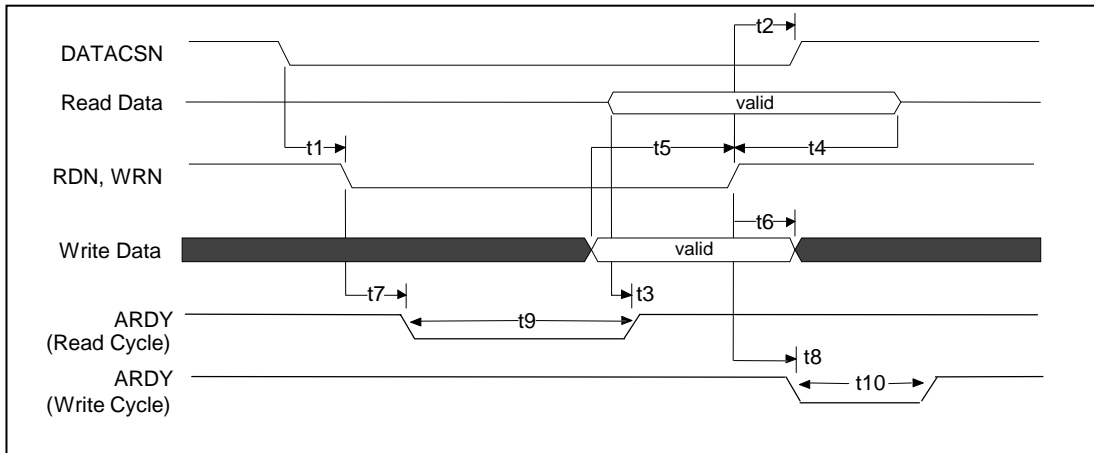 t2
DATACSN
Read Data
valid
t1
t5
t4
RDN, WRN
t6
Write Data
valid
t7
t3
ARDY
(Read Cycle)
t9
t8
ARDY
(Write Cycle)
t10